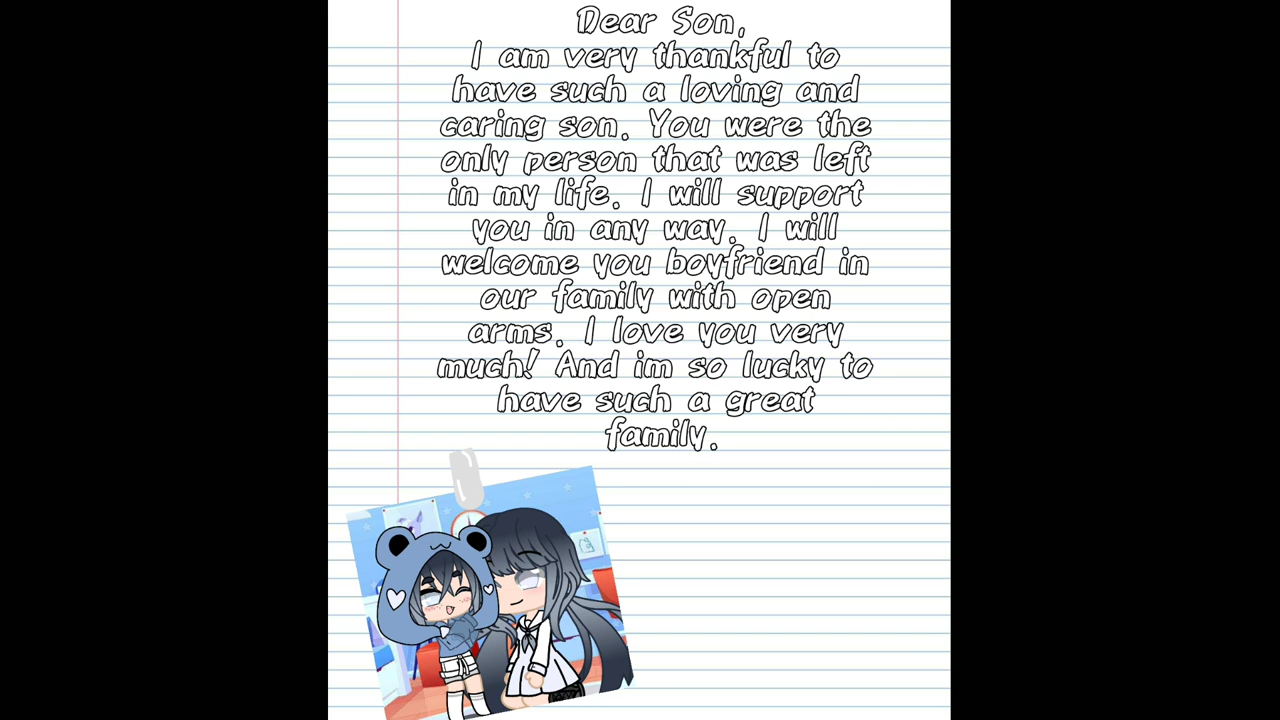 Dear Son,
I am very thankful to
have such a loving and
caring son. You were the
only person that was left
in my life. I will support
you in any way. I will
welcome you boyfriend in
our family with open
arms. I love you very
much! And im so lucky to
have such a great
family.